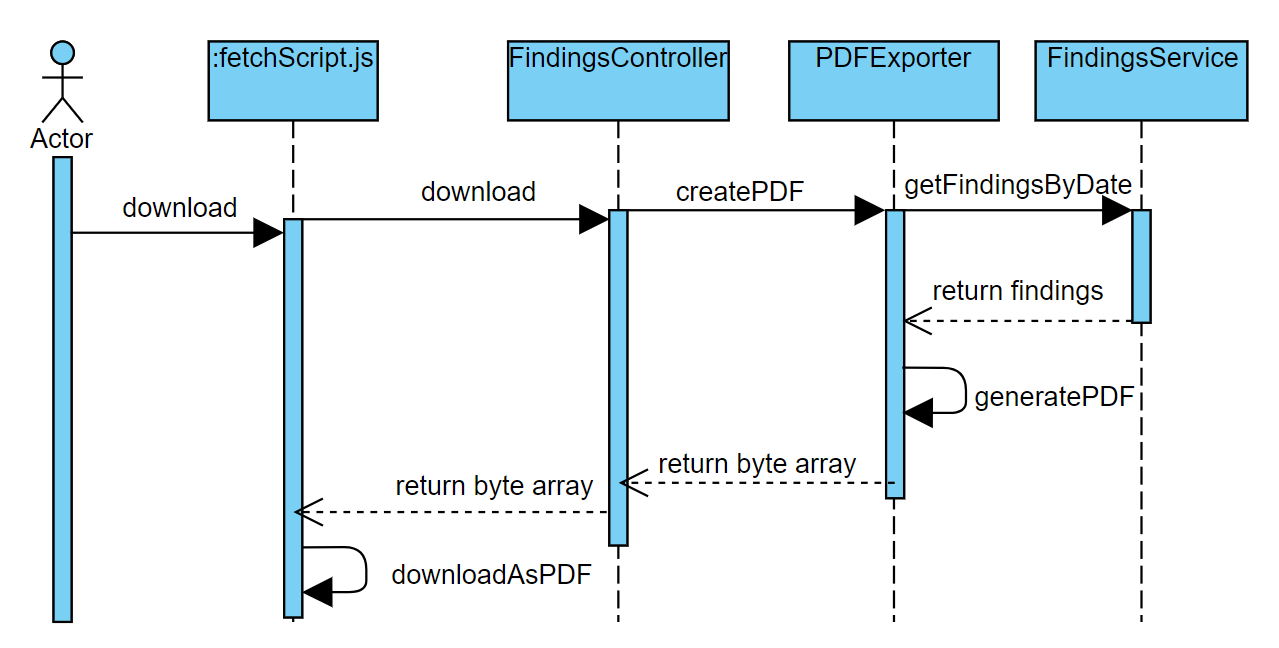 :fetchScript.js
FindingsController
PDFExporter
FindingsService
Actor
download
download
createPDF
getFindingsByDate
return findings
generatePDF
return byte array
return byte array
downloadAsPDF